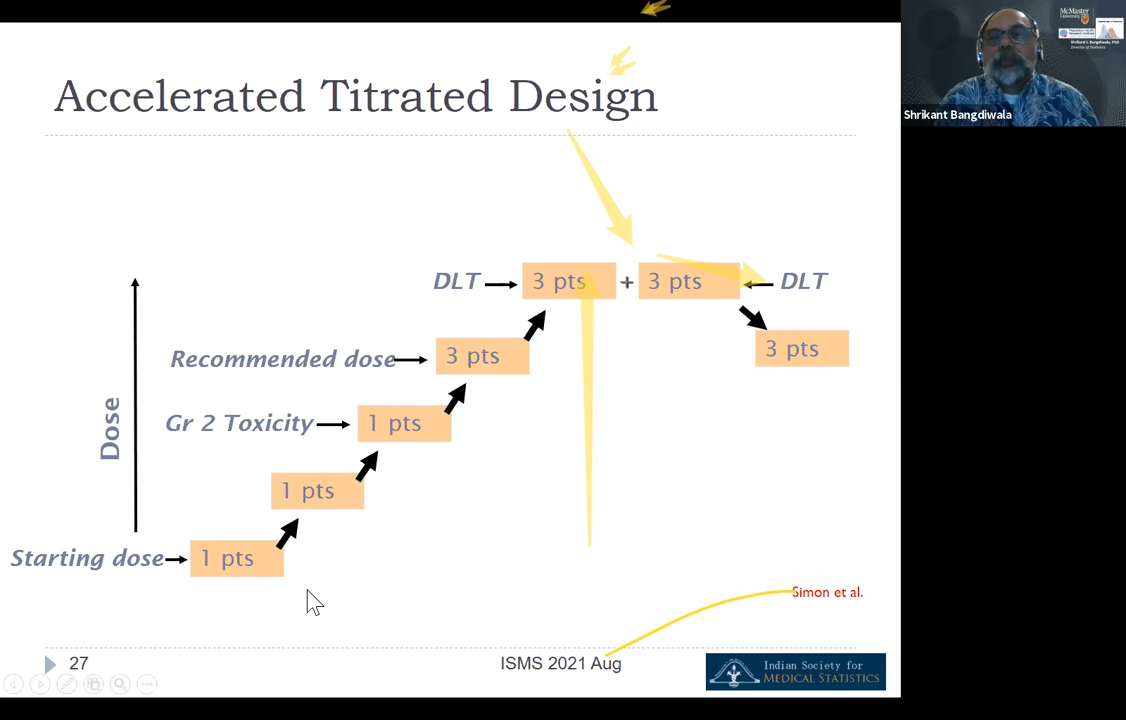 Accelerated Titrated Design
DLT
3 pts
+
3 pts
DLT
3 pts
Recommended dose
3 pts
Gr 2 Toxicity
1 pts
1 pts
Starting dose
1 pts
Dose
Simon et al.
27
ISMS 2021 Aug
Indian Society for
MEDICAL STATISTICS
McMaster
University
Shrikant Bangdiwala